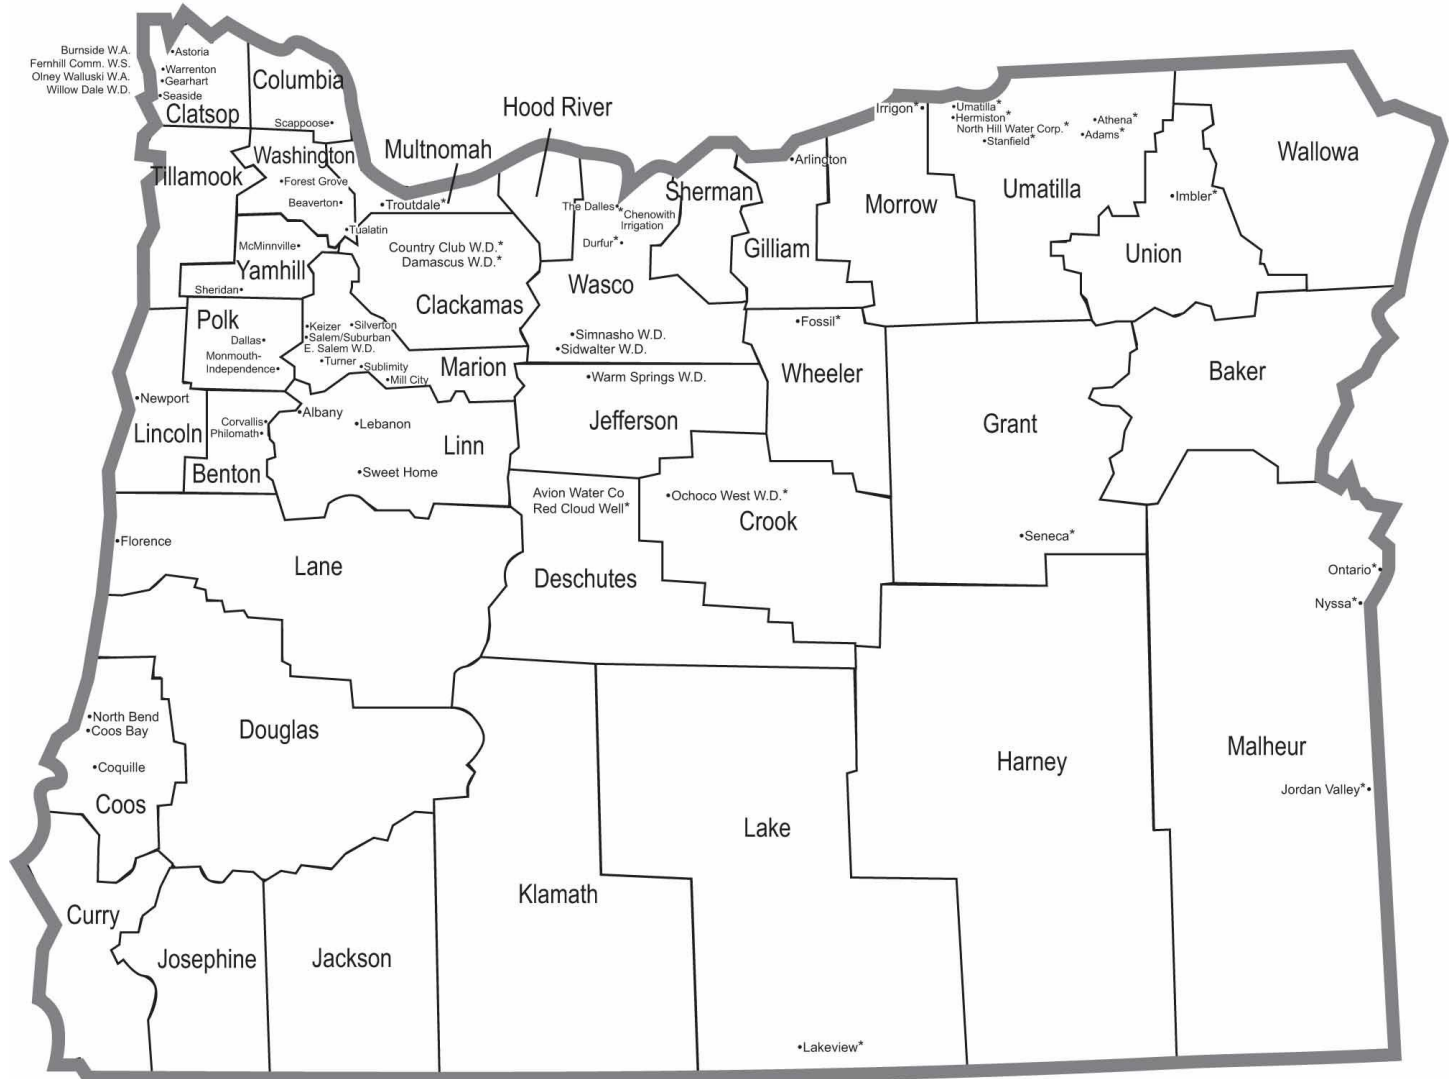 Burnside W.A.
Fernhill Comm. W.S.
Olney Walluski W.A.
Willow Dale W.D.
•Astoria
•Warrenton
•Gearhart
•Seaside
Clatsop
Columbia
Scappoose•
Hood River
Multnomah
Washington
•Forest Grove
Beaverton•
Tillamook
•Troutdale*
•Tualatin
McMinnville•
Yamhill
Sheridan•
Country Club W.D.*
Damascus W.D.*
Clackamas
The Dalles•*
Chenowith
Irrigation
Durfur*•
Wasco
•Simnasho W.D.
•Sidwalter W.D.
Sherman
•Arlington
Gilliam
Irrigon*•
Morrow
•Umatilla*
•Hermiston*
North Hill Water Corp.*
•Stanfield*
•Athena*
•Adams*
Umatilla
•Imbler*
Union
Wallowa
Polk
Dallas•
Monmouth-
Independence•
•Keizer
•Silverton
•Salem/Suburban
E. Salem W.D.
•Turner
•Sublimity
•Mill City
Marion
•Warm Springs W.D.
Jefferson
•Fossil*
Wheeler
Grant
•Seneca*
Baker
•Newport
Lincoln
Corvallis•
Philomath•
Benton
•Albany
•Lebanon
Linn
•Sweet Home
Avion Water Co
Red Cloud Well*
Deschutes
•Ochoco West W.D.*
Crook
•Florence
Lane
Ontario*•
Nyssa*•
•North Bend
•Coos Bay
•Coquille
Coos
Douglas
Harney
Malheur
Jordan Valley*•
Lake
Klamath
Curry
Josephine
Jackson
•Lakeview*